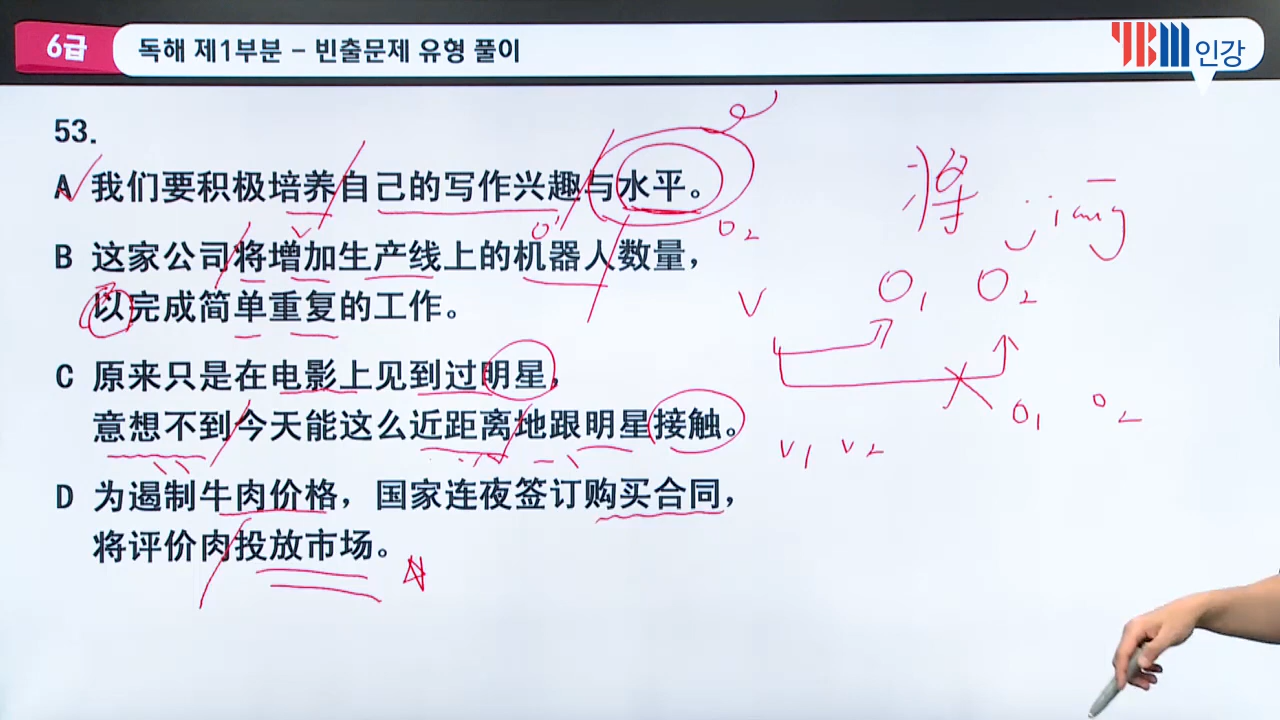 6급
독해 제1부분 – 빈출문제 유형 풀이
YBM 인강
53.
A 我们要积极培养自己的写作兴趣与水平。
B 这家公司将增加生产线上的机器人数量，
以完成简单重复的工作。
C 原来只是在电影上见到过明星，
意想不到今天能这么近距离地跟明星接触。
D 为遏制牛肉价格，国家连夜签订购买合同，
将评价肉投放市场。
将 jiāng
V O1 O2
O1 O2
V1 V2
V O1 O2